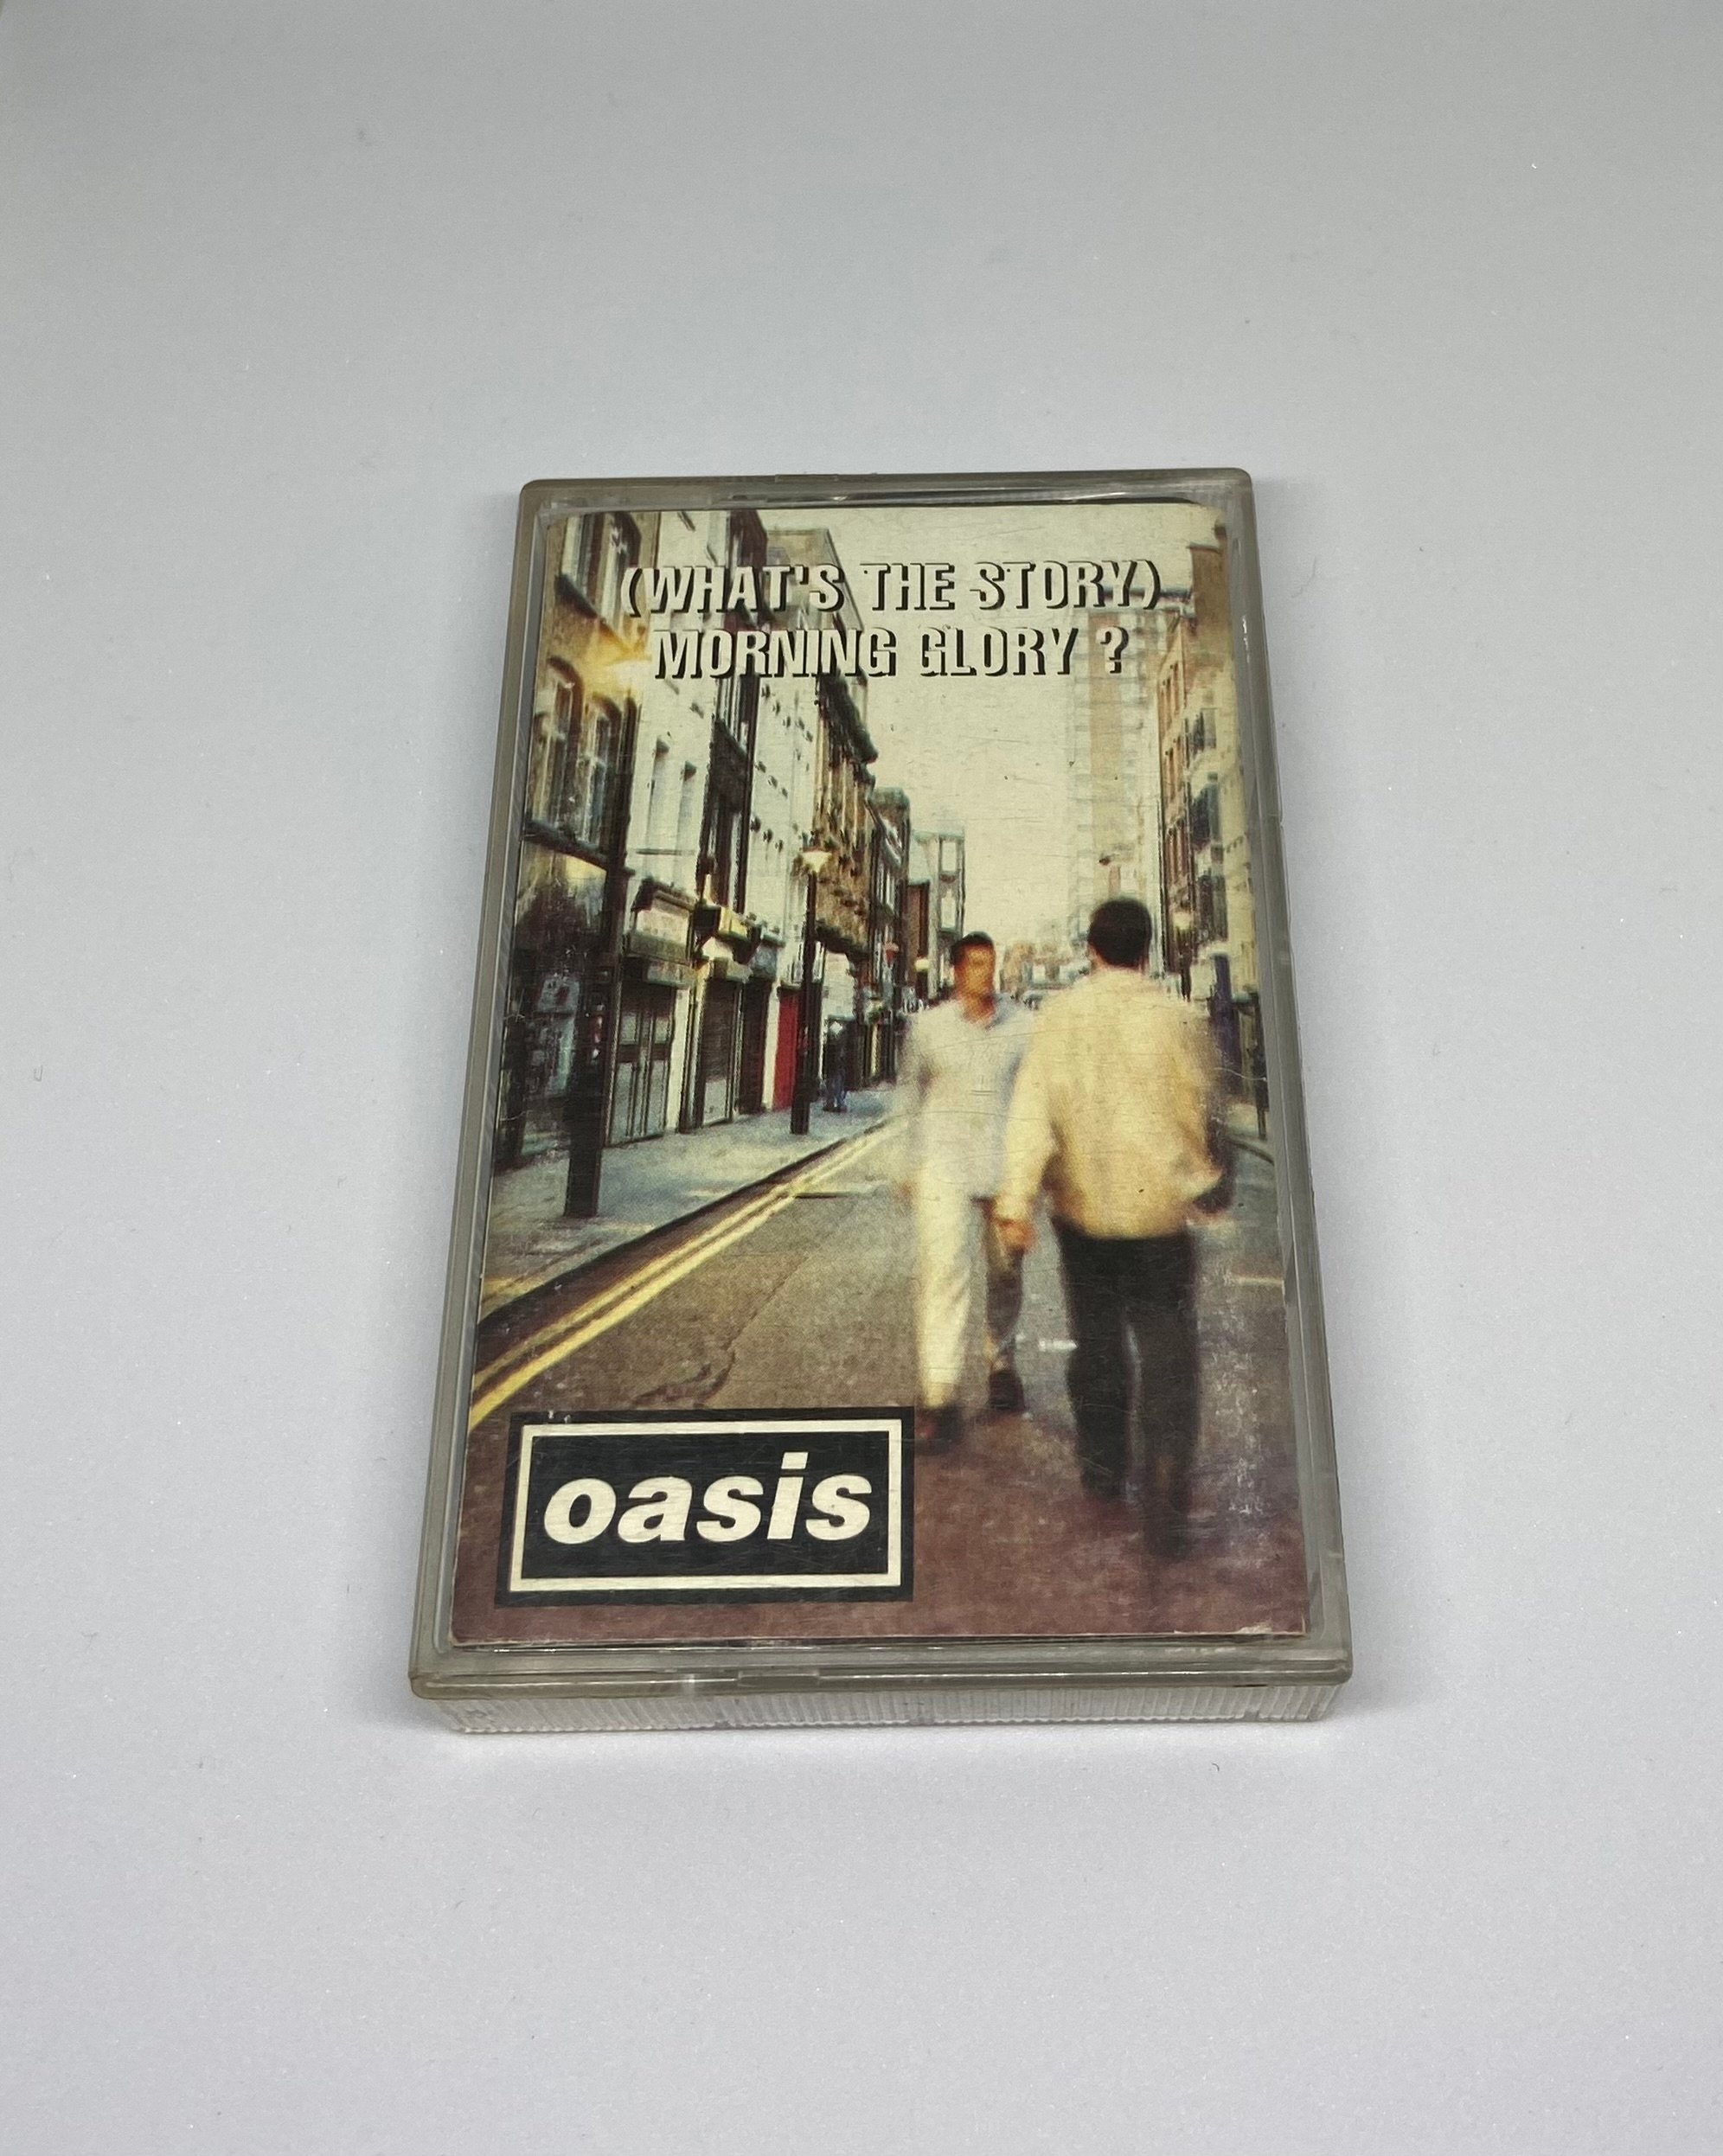 (WHAT'S THE STORY)
MORNING GLORY ?
oasis